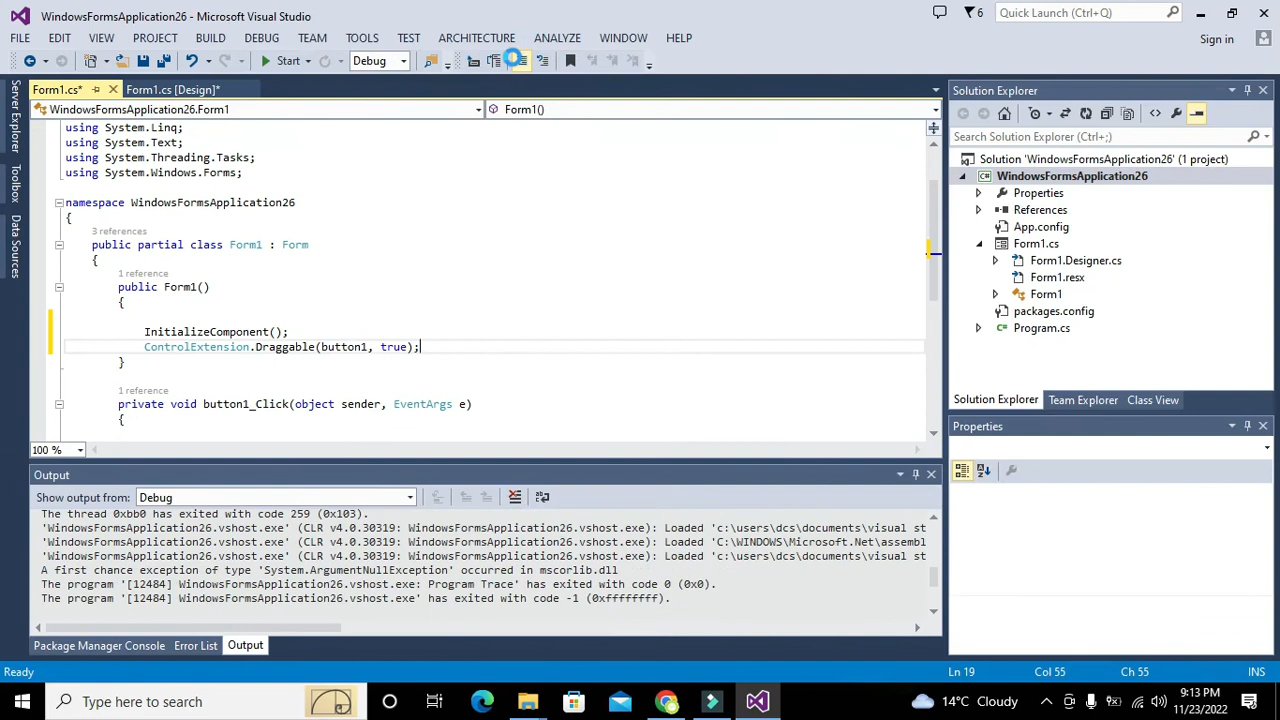 WindowsFormsApplication26 - Microsoft Visual Studio
6
Quick Launch (Ctrl+Q)
FILE EDIT VIEW PROJECT BUILD DEBUG TEAM TOOLS TEST ARCHITECTURE ANALYZE WINDOW HELP
Sign in
Start
Debug
Server Explorer
Toolbox
Data Sources
Form1.cs*
Form1.cs [Design]*
WindowsFormsApplication26.Form1
Form1()
using System.Linq;
using System.Text;
using System.Threading.Tasks;
using System.Windows.Forms;
namespace WindowsFormsApplication26
{
3 references
public partial class Form1 : Form
{
1 reference
public Form1()
{
InitializeComponent();
ControlExtension.Draggable(button1, true);
}
1 reference
private void button1_Click(object sender, EventArgs e)
{
100 %
Solution Explorer
Search Solution Explorer (Ctrl+;)
Solution 'WindowsFormsApplication26' (1 project)
C# WindowsFormsApplication26
Properties
References
App.config
Form1.cs
Form1.Designer.cs
Form1.resx
Form1
packages.config
Program.cs
Solution Explorer Team Explorer Class View
Properties
Output
Show output from: Debug
The thread 0xbb0 has exited with code 259 (0x103).
'WindowsFormsApplication26.vshost.exe' (CLR v4.0.30319: WindowsFormsApplication26.vshost.exe): Loaded 'c:\users\dcs\documents\visual st
'WindowsFormsApplication26.vshost.exe' (CLR v4.0.30319: WindowsFormsApplication26.vshost.exe): Loaded 'C:\WINDOWS\Microsoft.Net\assemb
'WindowsFormsApplication26.vshost.exe' (CLR v4.0.30319: WindowsFormsApplication26.vshost.exe): Loaded 'c:\users\dcs\documents\visual st
A first chance exception of type 'System.ArgumentNullException' occurred in mscorlib.dll
The program '[12484] WindowsFormsApplication26.vshost.exe: Program Trace' has exited with code 0 (0x0).
The program '[12484] WindowsFormsApplication26.vshost.exe' has exited with code -1 (0xffffffff).
Package Manager Console Error List Output
Ready
Ln 19
Col 55
Ch 55
INS
Type here to search
14°C Cloudy
9:13 PM
11/23/2022